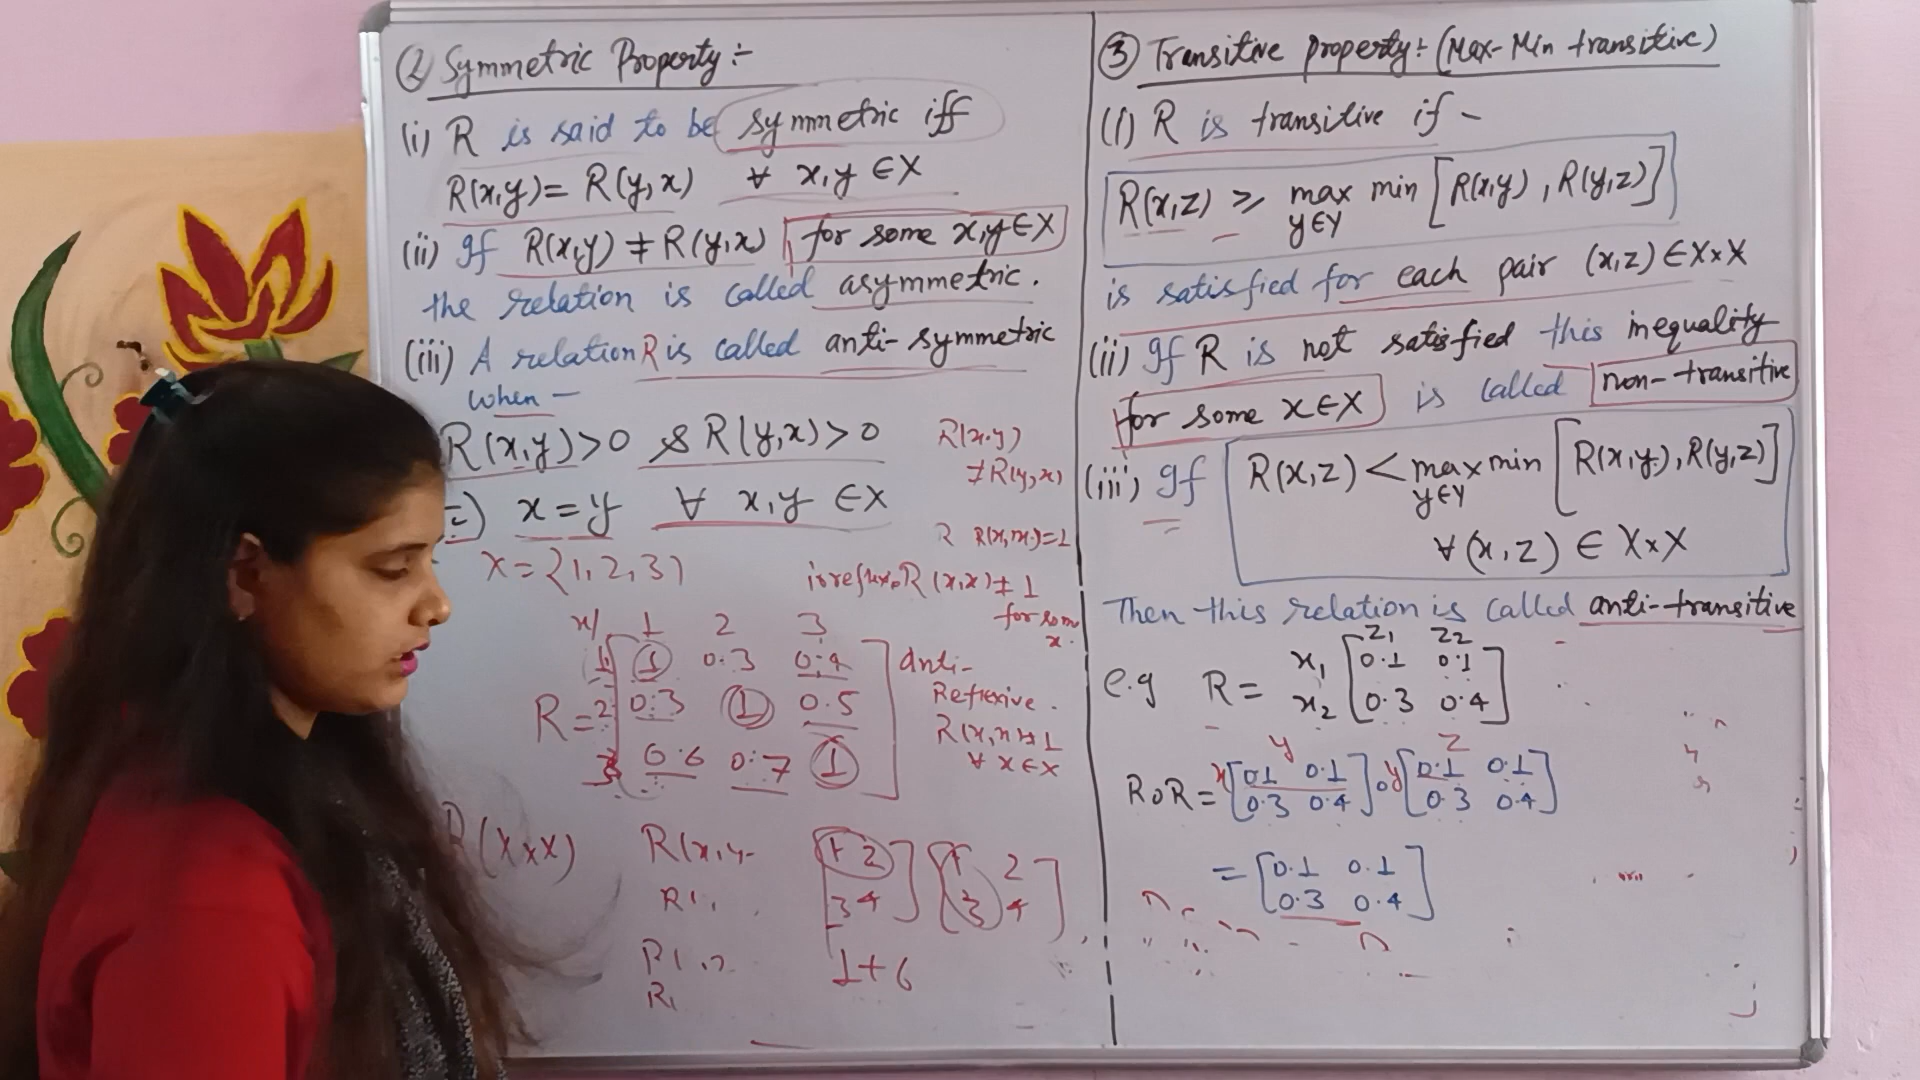 ② Symmetric Property :-
(i) R is said to be symmetric iff
R(x,y) = R(y,x) ∀ x,y ∈ X
(ii) If R(x,y) ≠ R(y,x) for some x,y ∈ X
the relation is called asymmetric.
(iii) A relation R is called anti-symmetric
when —
R(x,y) > 0 & R(y,x) > 0
=) x = y ∀ x,y ∈ X
R(x,y)
≠ R(y,x)
R R(x,x) = 1
X = {1, 2, 3}
R(x,x) ≠ 1
for some
x.
1 2 3
1 1 0.3 0.4
R = 2 0.3 1 0.5
3 0.6 0.7 1
anti-
Reflexive.
R(x,x) ≠ 1
∀ x ∈ X
R(X×X)
R(x,y
1 2
3 4
1 2
3 4
1+6
③ Transitive property :- (Max-Min transitive)
(i) R is transitive if -
R(x,z) ≥ max min [R(x,y), R(y,z)]
y∈Y
is satisfied for each pair (x,z) ∈ X×X
(ii) If R is not satisfied this inequality
for some x ∈ X is called non-transitive
(iii) If R(x,z) < max min [R(x,y), R(y,z)]
y∈Y
∀ (x,z) ∈ X×X
Then this relation is called anti-transitive
z1 z2
e.g R = x1 [0.1 0.1
x2 0.3 0.4]
y z
RoR = x [0.1 0.1 0.3 0.4] o y [0.1 0.1 0.3 0.4]
= [0.1 0.1
0.3 0.4]